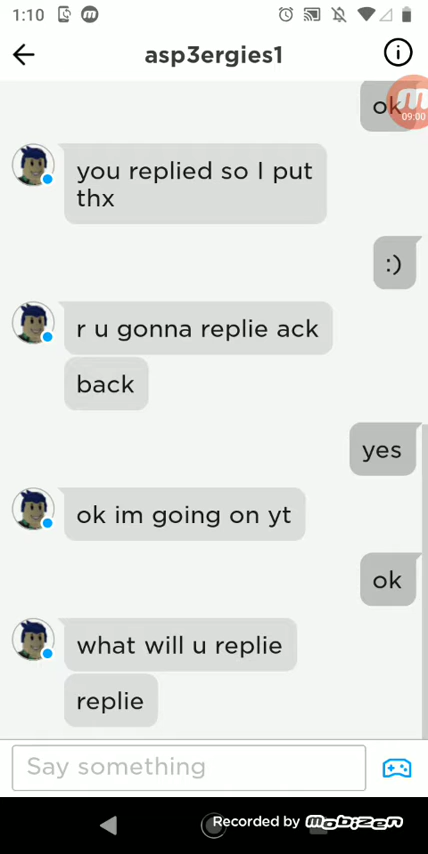 1:10
asp3ergies1
ok
09:00
you replied so I put
thx
:)
r u gonna replie ack
back
yes
ok im going on yt
ok
what will u replie
replie
Say something
Recorded by mobizen